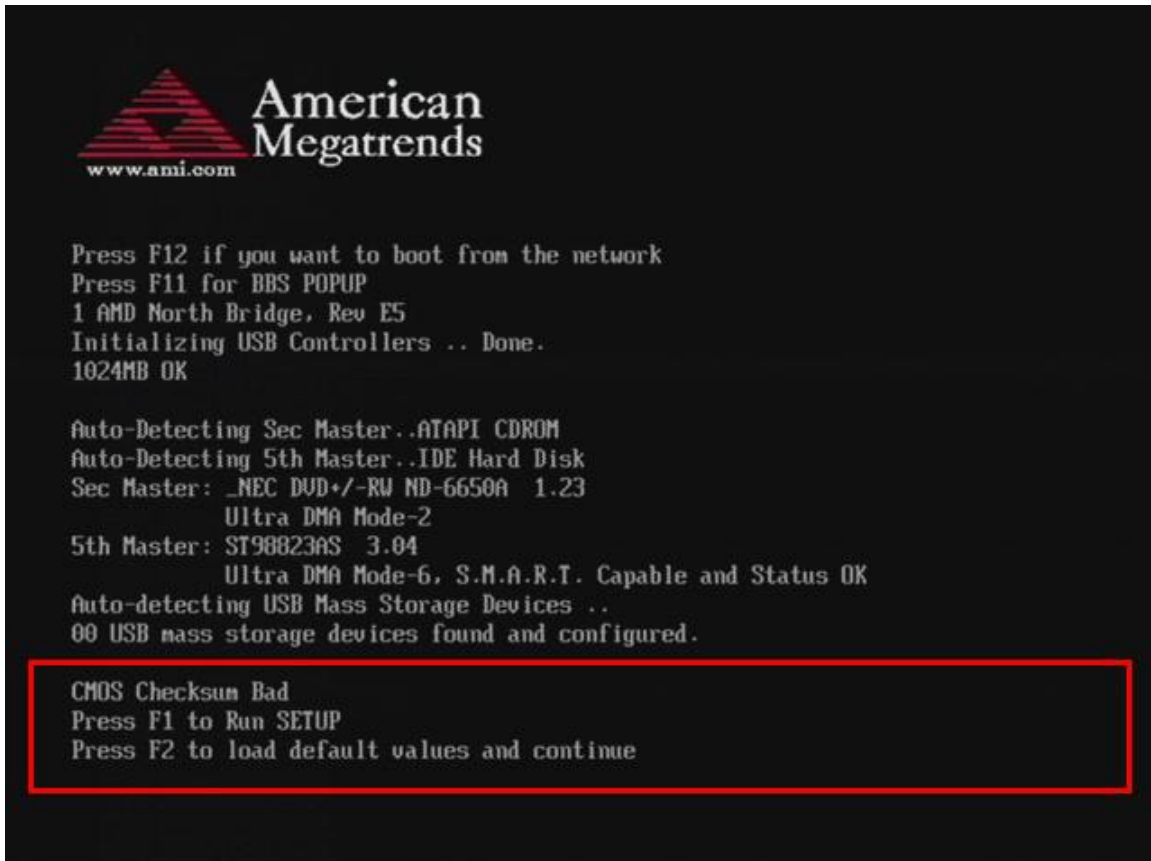 American
Megatrends
www.ami.com
Press F12 if you want to boot from the network
Press F11 for BBS POPUP
1 AMD North Bridge, Rev E5
Initializing USB Controllers .. Done.
1024MB OK
Auto-Detecting Sec Master..ATAPI CDROM
Auto-Detecting 5th Master..IDE Hard Disk
Sec Master: _NEC DVD+/-RW ND-6650A 1.23
Ultra DMA Mode-2
5th Master: ST98823AS 3.04
Ultra DMA Mode-6, S.M.A.R.T. Capable and Status OK
Auto-detecting USB Mass Storage Devices ..
00 USB mass storage devices found and configured.
CMOS Checksum Bad
Press F1 to Run SETUP
Press F2 to load default values and continue